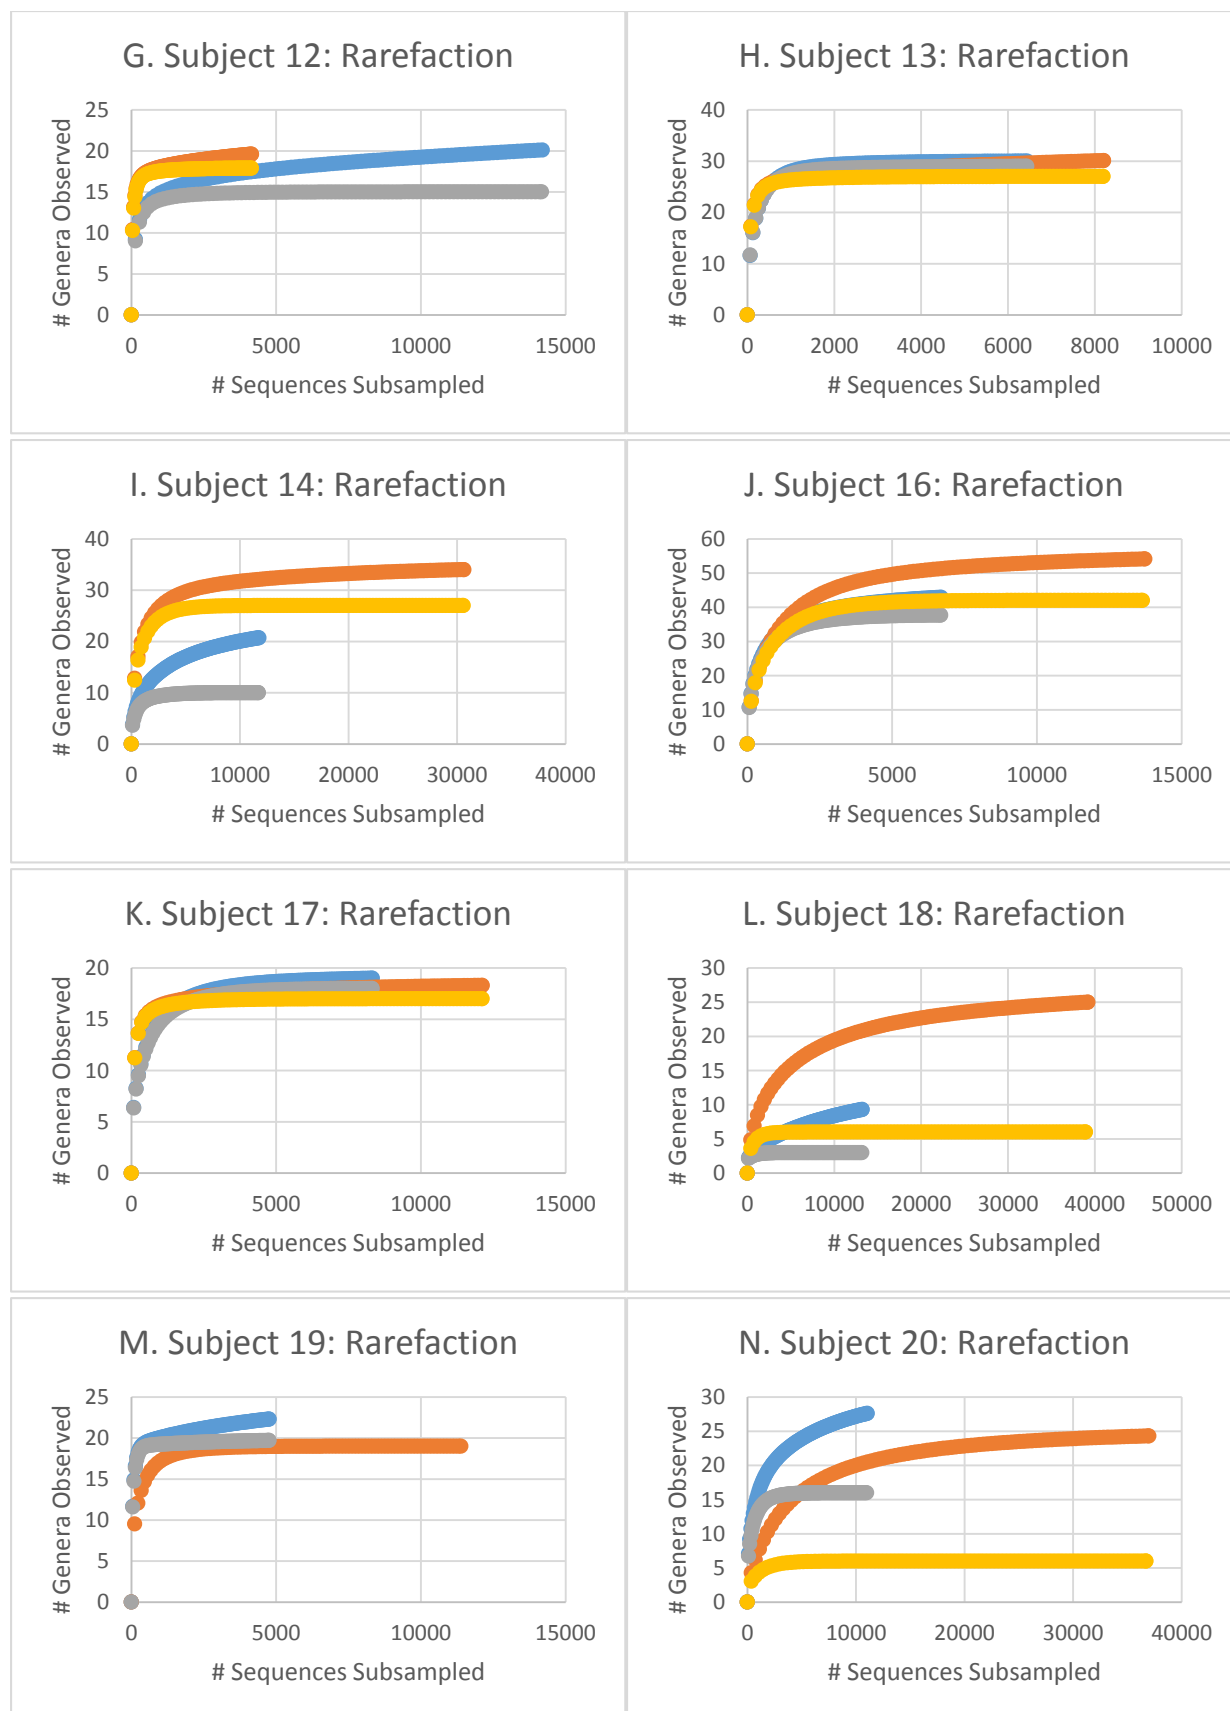 G. Subject 12: Rarefaction
# Genera Observed
25
20
15
10
5
0
0 5000 10000 15000
# Sequences Subsampled
H. Subject 13: Rarefaction
# Genera Observed
40
30
20
10
0
0 2000 4000 6000 8000 10000
# Sequences Subsampled
I. Subject 14: Rarefaction
# Genera Observed
40
30
20
10
0
0 10000 20000 30000 40000
# Sequences Subsampled
J. Subject 16: Rarefaction
# Genera Observed
60
50
40
30
20
10
0
0 5000 10000 15000
# Sequences Subsampled
K. Subject 17: Rarefaction
# Genera Observed
20
15
10
5
0
0 5000 10000 15000
# Sequences Subsampled
L. Subject 18: Rarefaction
# Genera Observed
30
25
20
15
10
5
0
0 10000 20000 30000 40000 50000
# Sequences Subsampled
M. Subject 19: Rarefaction
# Genera Observed
25
20
15
10
5
0
0 5000 10000 15000
# Sequences Subsampled
N. Subject 20: Rarefaction
# Genera Observed
30
25
20
15
10
5
0
0 10000 20000 30000 40000
# Sequences Subsampled